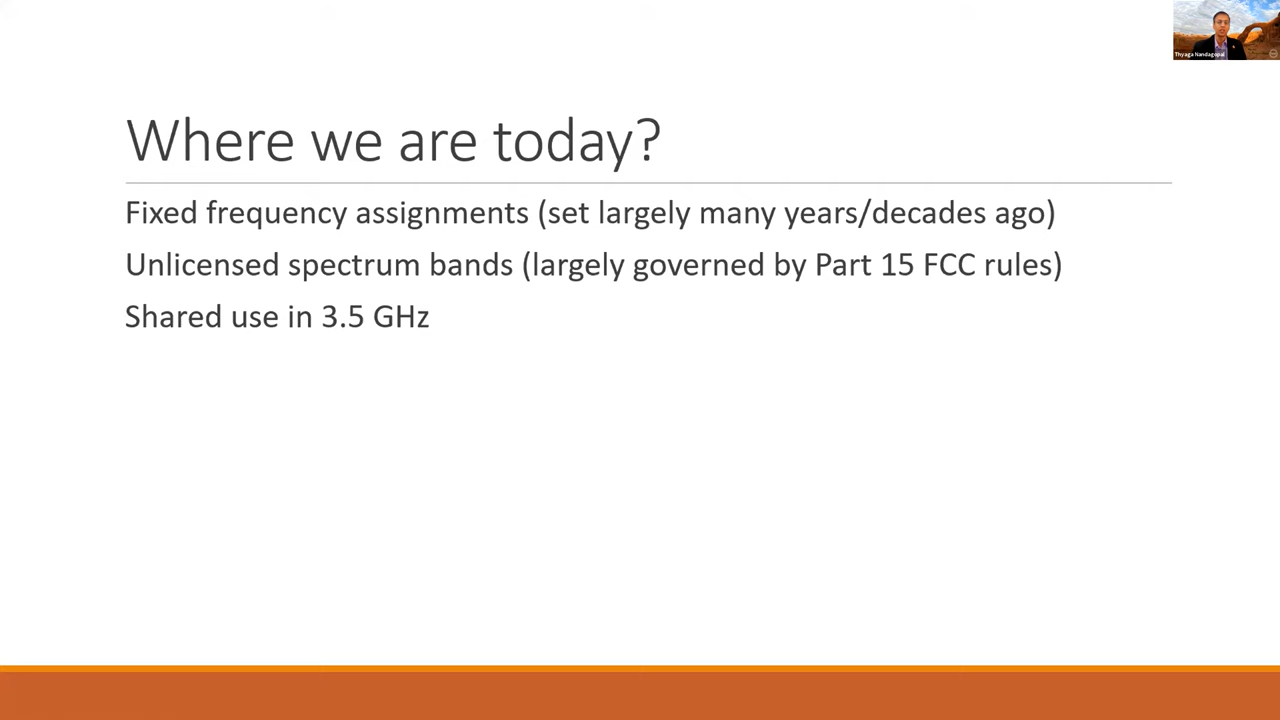 Thyaga Nandagopal
Where we are today?
Fixed frequency assignments (set largely many years/decades ago)
Unlicensed spectrum bands (largely governed by Part 15 FCC rules)
Shared use in 3.5 GHz